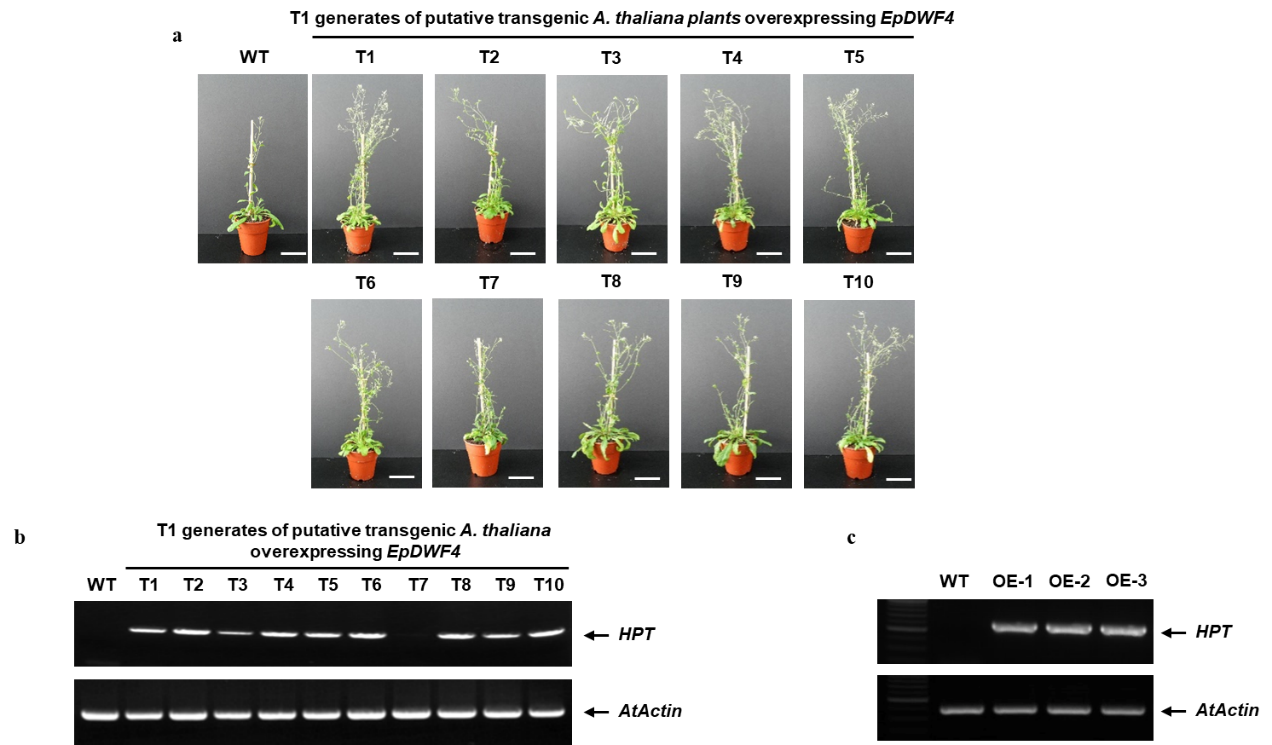 T1 generates of putative transgenic A. thaliana plants overexpressing EpDWF4
a
WT T1 T2 T3 T4 T5
T6 T7 T8 T9 T10
b
T1 generates of putative transgenic A. thaliana
overexpressing EpDWF4
WT T1 T2 T3 T4 T5 T6 T7 T8 T9 T10
HPT
AtActin
c
WT OE-1 OE-2 OE-3
HPT
AtActin